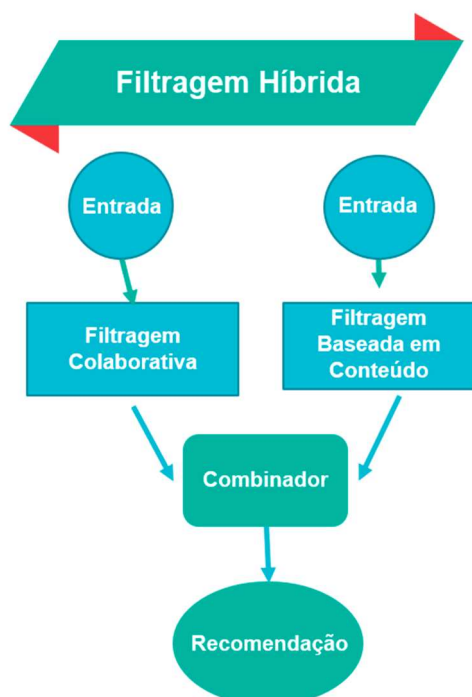 Filtragem Híbrida
Entrada
Entrada
Filtragem
Colaborativa
Filtragem
Baseada em
Conteúdo
Combinador
Recomendação